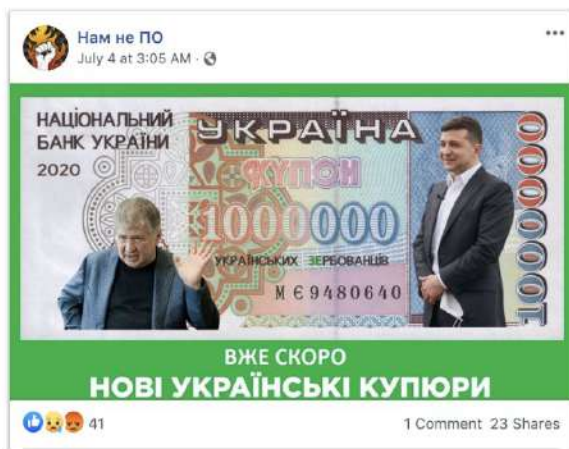 Нам не ПО
July 4 at 3:05 AM ·
НАЦІОНАЛЬНИЙ
БАНК УКРАЇНИ
2020
УКРАЇНА
КУПОН
1000000
УКРАЇНСЬКИХ ЗЕРБОВАНЦІВ
МЄ9480640
1000000
ВЖЕ СКОРО
НОВІ УКРАЇНСЬКІ КУПЮРИ
41
1 Comment 23 Shares